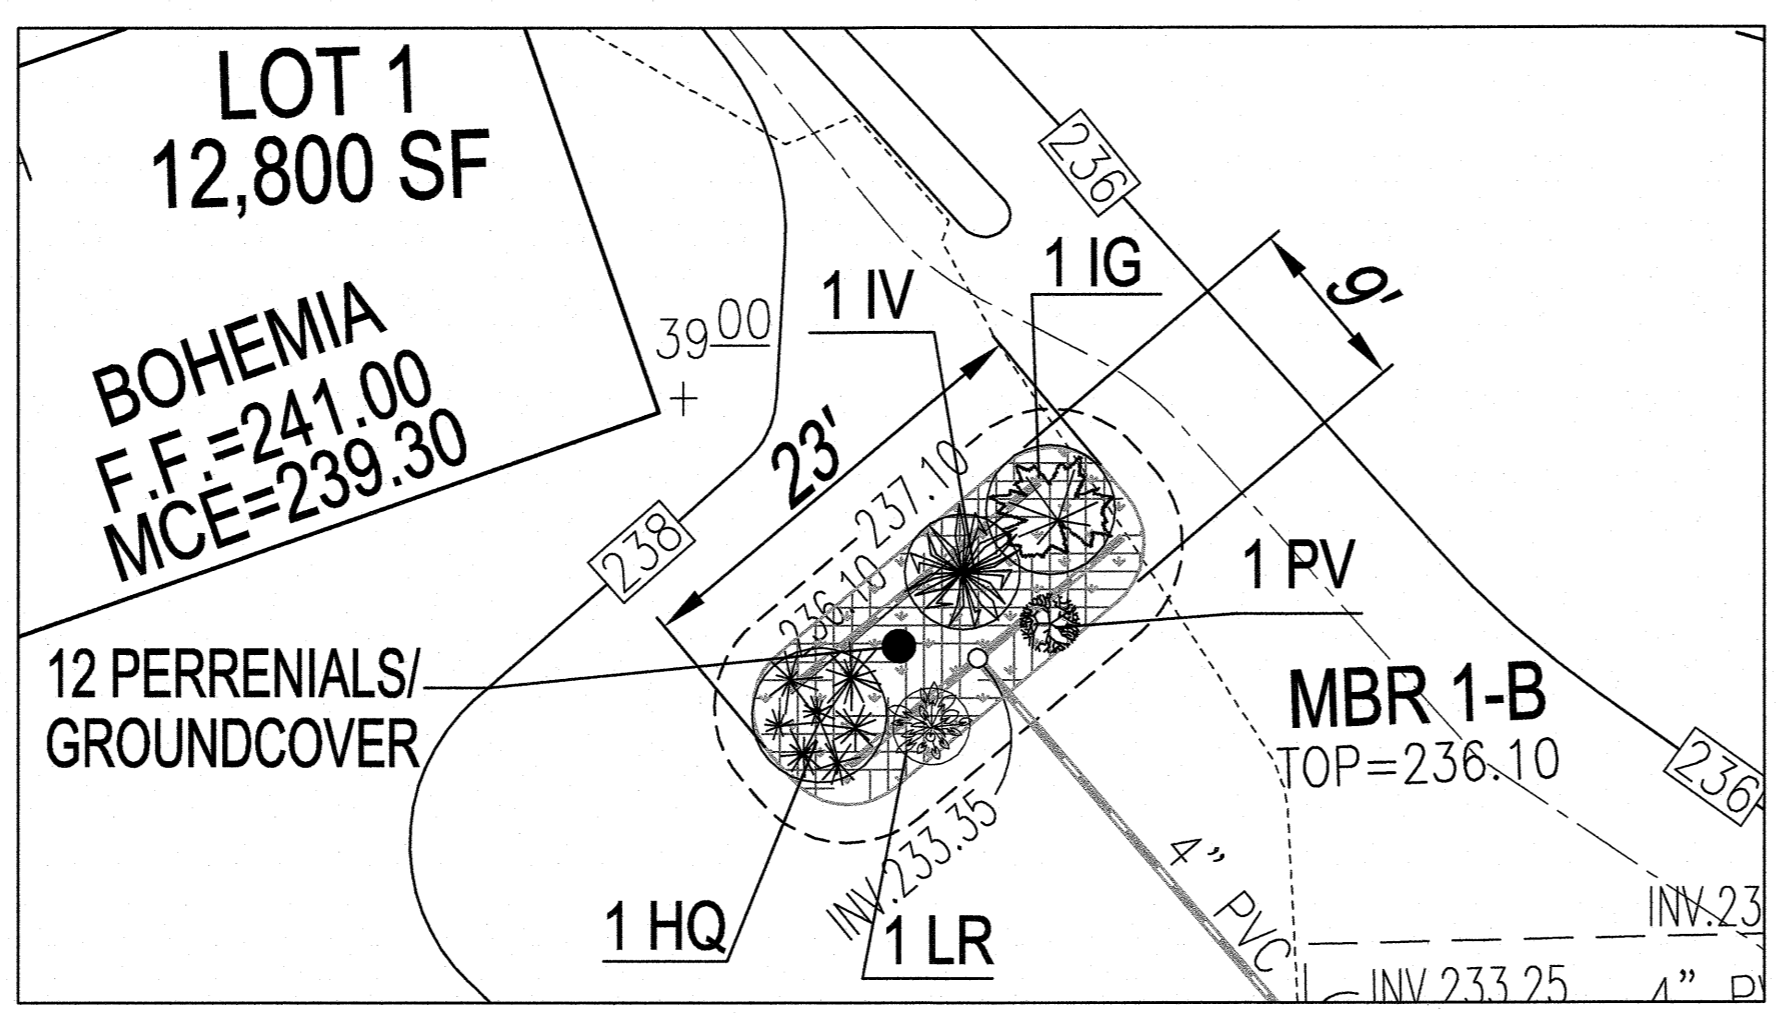 LOT 1
12,800 SF
BOHEMIA
F.F.=241.00
MCE=239.30
39 00
+
236
1 IG
1 IV
9'
23'
237.10
236.10
238
1 PV
12 PERRENIALS/
GROUNDCOVER
MBR 1-B
TOP=236.10
236
INV.233.35
4" PVC
1 HQ
1 LR
INV.23
INV.233.25
4" PV